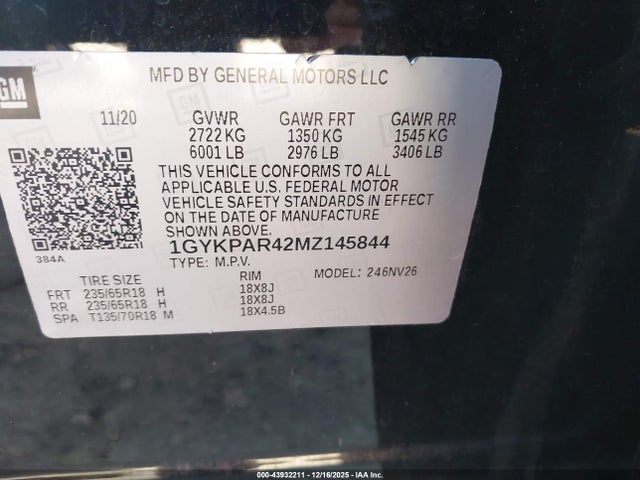 GM
MFD BY GENERAL MOTORS LLC
11/20 GVWR GAWR FRT GAWR RR
2722 KG 1350 KG 1545 KG
6001 LB 2976 LB 3406 LB
THIS VEHICLE CONFORMS TO ALL
APPLICABLE U.S. FEDERAL MOTOR
VEHICLE SAFETY STANDARDS IN EFFECT
ON THE DATE OF MANUFACTURE
SHOWN ABOVE.
1GYKPAR42MZ145844
384A
TYPE: M.P.V. MODEL: 246NV26
TIRE SIZE RIM
FRT 235/65R18 H 18X8J
RR 235/65R18 H 18X8J
SPA T135/70R18 M 18X4.5B
©Copyright 000-43932211 - 12/16/2025 - IAA Inc.